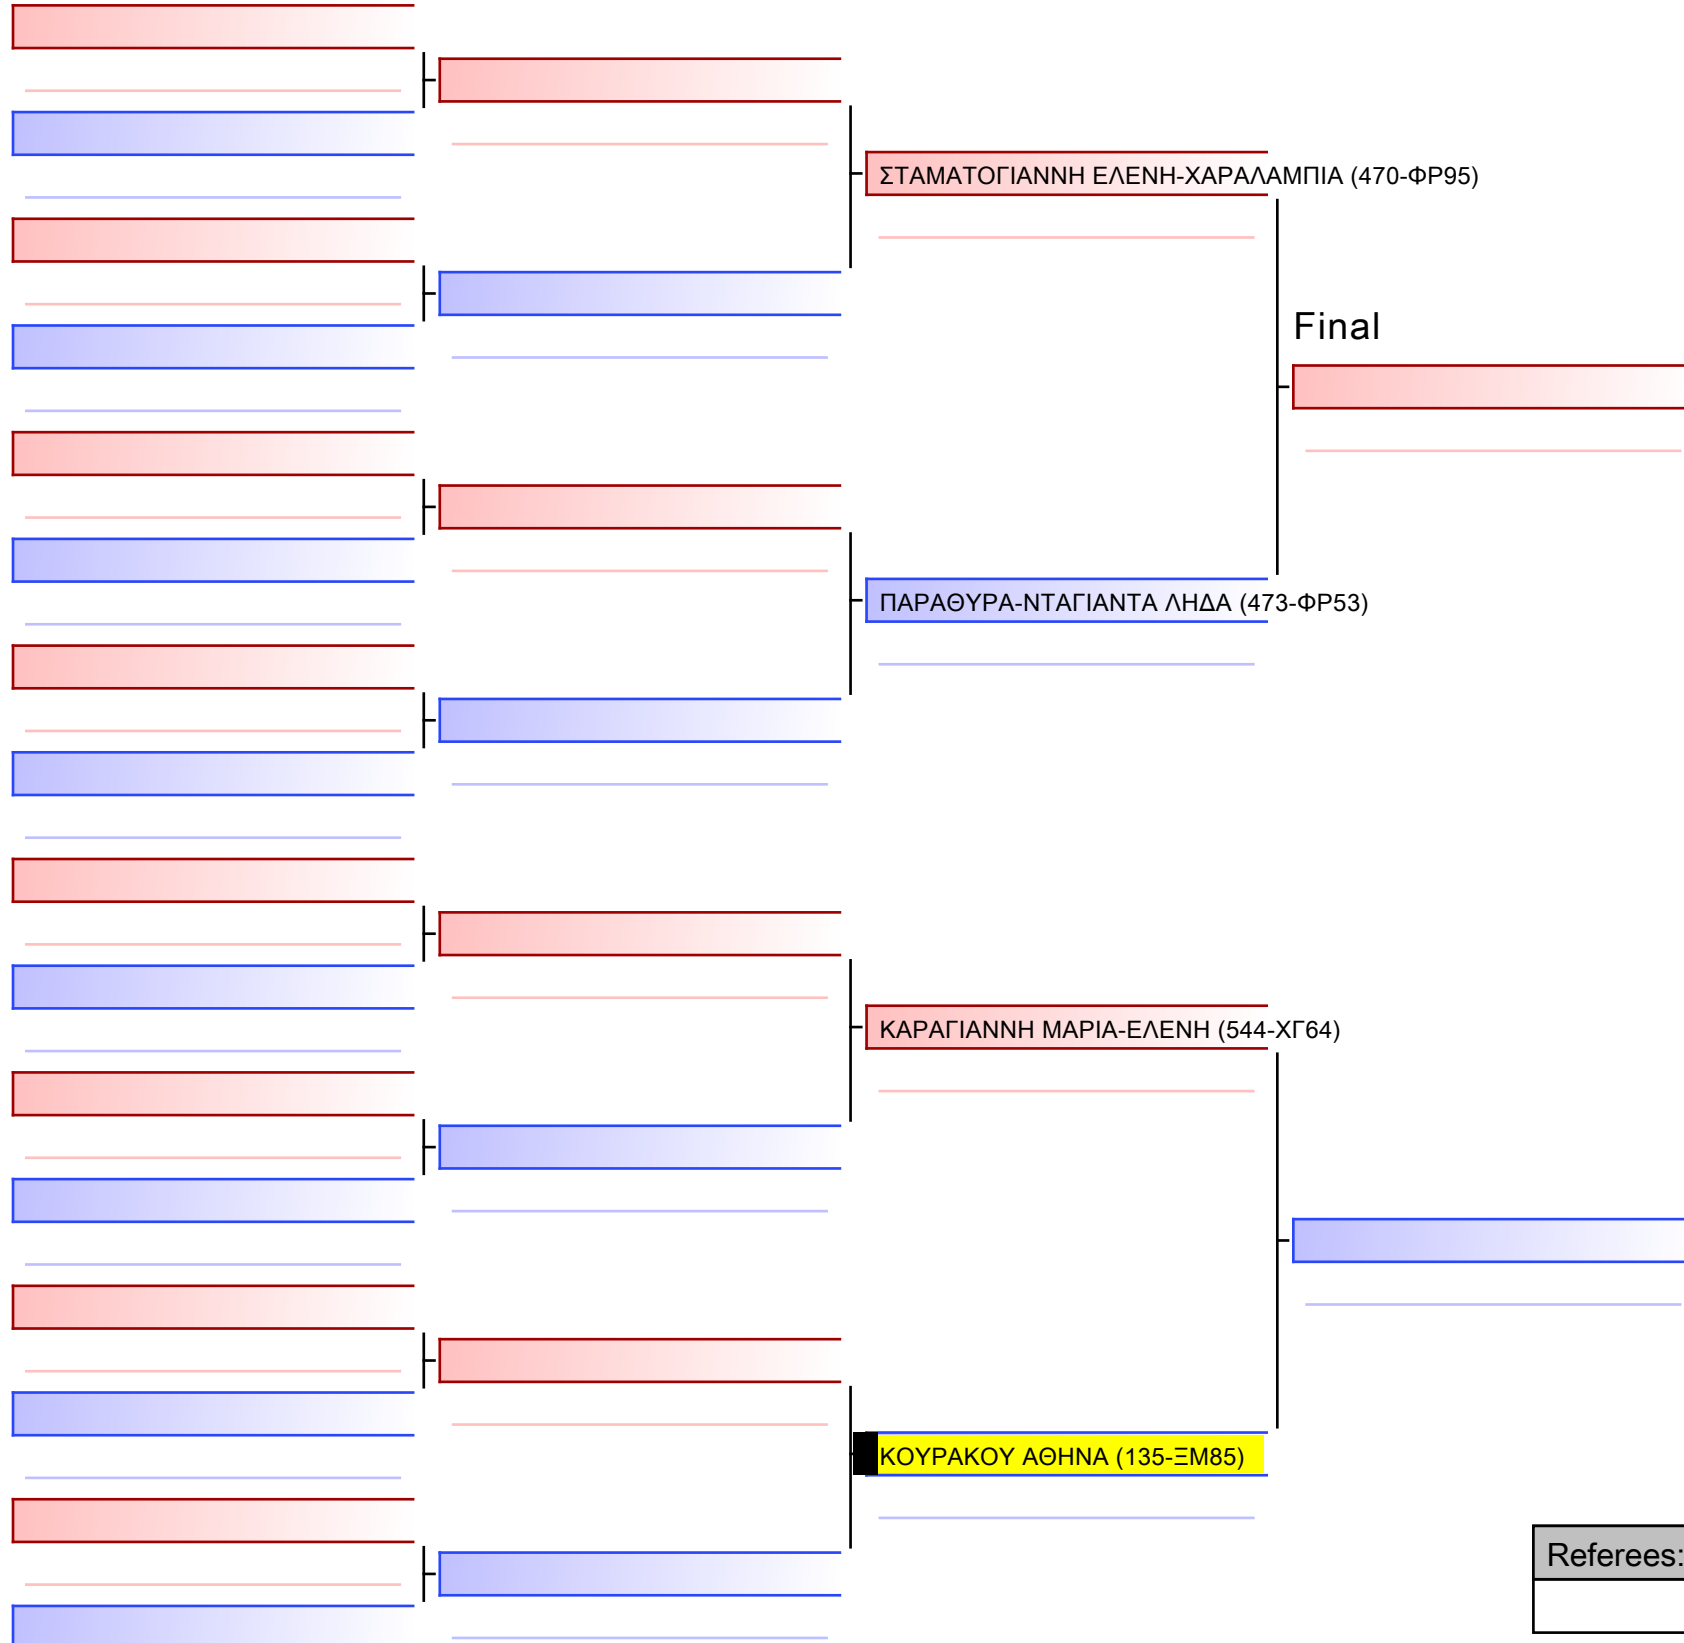 ΣΤΑΜΑΤΟΓΙΑΝΝΗ ΕΛΕΝΗ-ΧΑΡΑΛΑΜΠΙΑ (470-ΦΡ95)
Final
ΠΑΡΑΘΥΡΑ-ΝΤΑΓΙΑΝΤΑ ΛΗΔΑ (473-ΦΡ53)
ΚΑΡΑΓΙΑΝΝΗ ΜΑΡΙΑ-ΕΛΕΝΗ (544-ΧΓ64)
ΚΟΥΡΑΚΟΥ ΑΘΗΝΑ (135-ΞΜ85)
Referees: